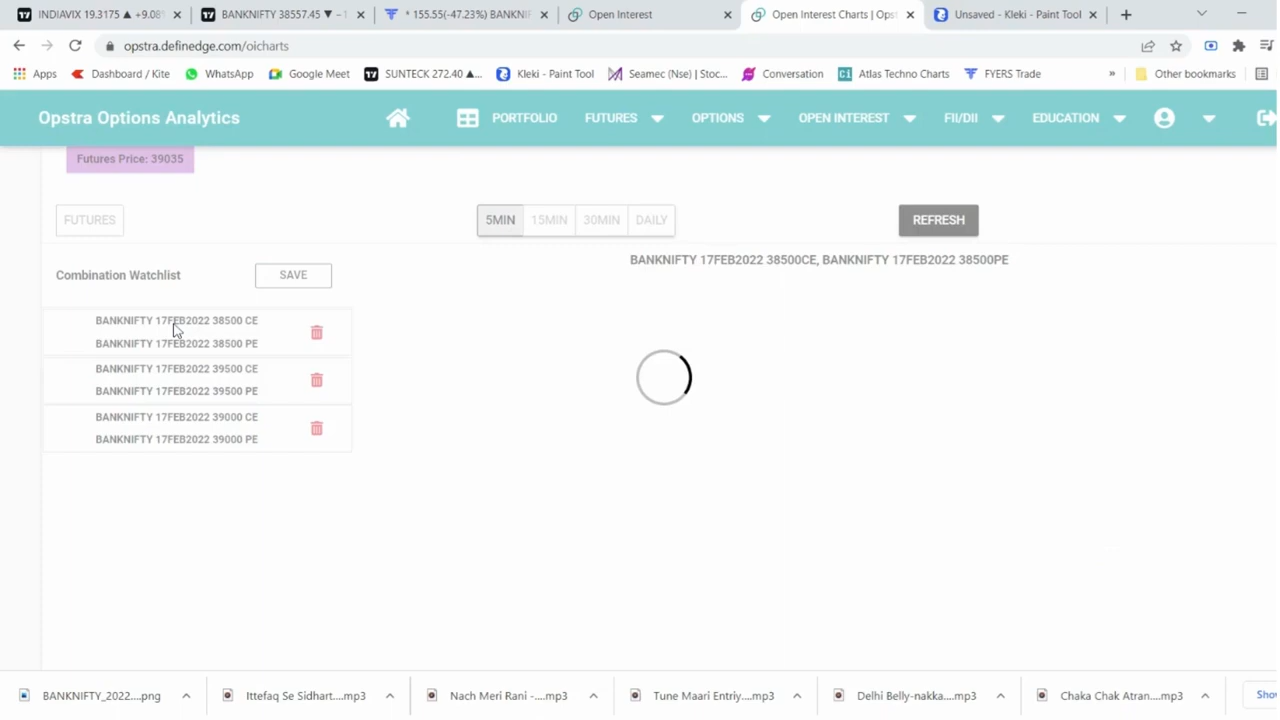 INDIAVIX 19.3175 ▲ +9.08
BANKNIFTY 38557.45 ▼ −1
* 155.55(-47.23%) BANKNIF
Open Interest
Open Interest Charts | Opst
Unsaved - Kleki - Paint Tool
opstra.definedge.com/oicharts
Apps
Dashboard / Kite
WhatsApp
Google Meet
SUNTECK 272.40 ▲...
Kleki - Paint Tool
Seamec (Nse) | Stoc...
Conversation
Atlas Techno Charts
FYERS Trade
»
Other bookmarks
Opstra Options Analytics
PORTFOLIO
FUTURES
OPTIONS
OPEN INTEREST
FII/DII
EDUCATION
Futures Price: 39035
FUTURES
5MIN
15MIN
30MIN
DAILY
REFRESH
Combination Watchlist
SAVE
BANKNIFTY 17FEB2022 38500CE, BANKNIFTY 17FEB2022 38500PE
BANKNIFTY 17FEB2022 38500 CE
BANKNIFTY 17FEB2022 38500 PE
BANKNIFTY 17FEB2022 39500 CE
BANKNIFTY 17FEB2022 39500 PE
BANKNIFTY 17FEB2022 39000 CE
BANKNIFTY 17FEB2022 39000 PE
BANKNIFTY_2022....png
Ittefaq Se Sidhart....mp3
Nach Meri Rani -....mp3
Tune Maari Entriy....mp3
Delhi Belly-nakka....mp3
Chaka Chak Atran....mp3
Shov